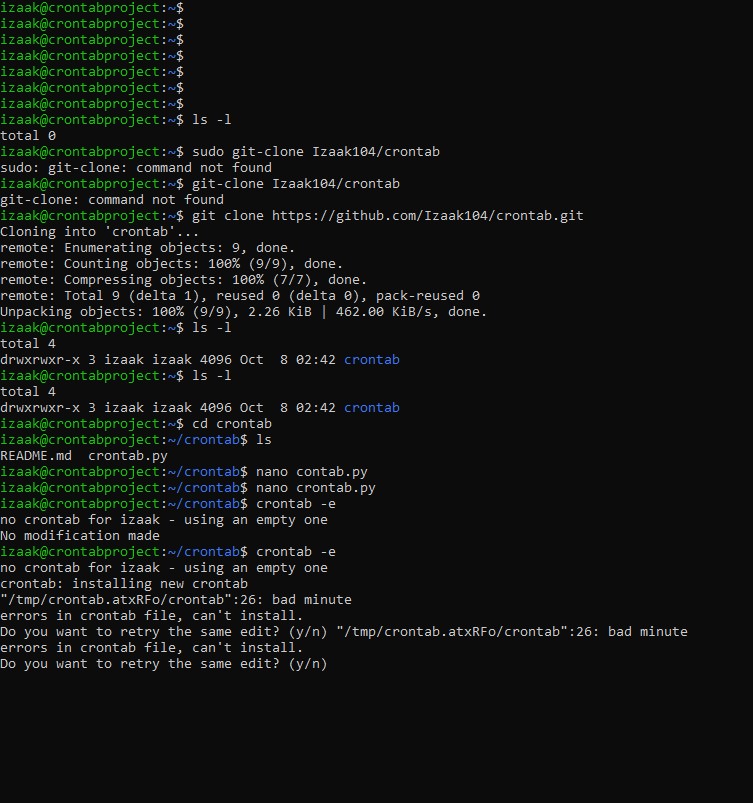 izaak@crontabproject:~$
izaak@crontabproject:~$
izaak@crontabproject:~$
izaak@crontabproject:~$
izaak@crontabproject:~$
izaak@crontabproject:~$
izaak@crontabproject:~$
izaak@crontabproject:~$ ls -l
total 0
izaak@crontabproject:~$ sudo git-clone Izaak104/crontab
sudo: git-clone: command not found
izaak@crontabproject:~$ git-clone Izaak104/crontab
git-clone: command not found
izaak@crontabproject:~$ git clone https://github.com/Izaak104/crontab.git
Cloning into 'crontab'...
remote: Enumerating objects: 9, done.
remote: Counting objects: 100% (9/9), done.
remote: Compressing objects: 100% (7/7), done.
remote: Total 9 (delta 1), reused 0 (delta 0), pack-reused 0
Unpacking objects: 100% (9/9), 2.26 KiB | 462.00 KiB/s, done.
izaak@crontabproject:~$ ls -l
total 4
drwxrwxr-x 3 izaak izaak 4096 Oct  8 02:42 crontab
izaak@crontabproject:~$ ls -l
total 4
drwxrwxr-x 3 izaak izaak 4096 Oct  8 02:42 crontab
izaak@crontabproject:~$ cd crontab
izaak@crontabproject:~/crontab$ ls
README.md  crontab.py
izaak@crontabproject:~/crontab$ nano contab.py
izaak@crontabproject:~/crontab$ nano crontab.py
izaak@crontabproject:~/crontab$ crontab -e
no crontab for izaak - using an empty one
No modification made
izaak@crontabproject:~/crontab$ crontab -e
no crontab for izaak - using an empty one
crontab: installing new crontab
"/tmp/crontab.atxRFo/crontab":26: bad minute
errors in crontab file, can't install.
Do you want to retry the same edit? (y/n) "/tmp/crontab.atxRFo/crontab":26: bad minute
errors in crontab file, can't install.
Do you want to retry the same edit? (y/n)